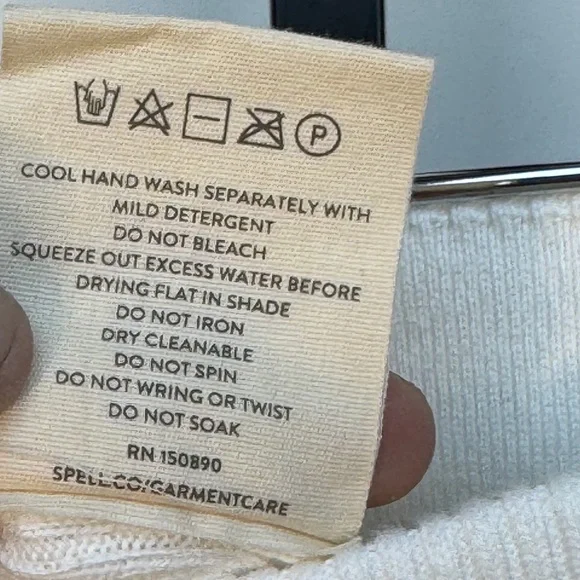 P
COOL HAND WASH SEPARATELY WITH
MILD DETERGENT
DO NOT BLEACH
SQUEEZE OUT EXCESS WATER BEFORE
DRYING FLAT IN SHADE
DO NOT IRON
DRY CLEANABLE
DO NOT SPIN
DO NOT WRING OR TWIST
DO NOT SOAK
RN 150890
SPELL.CO/GARMENTCARE